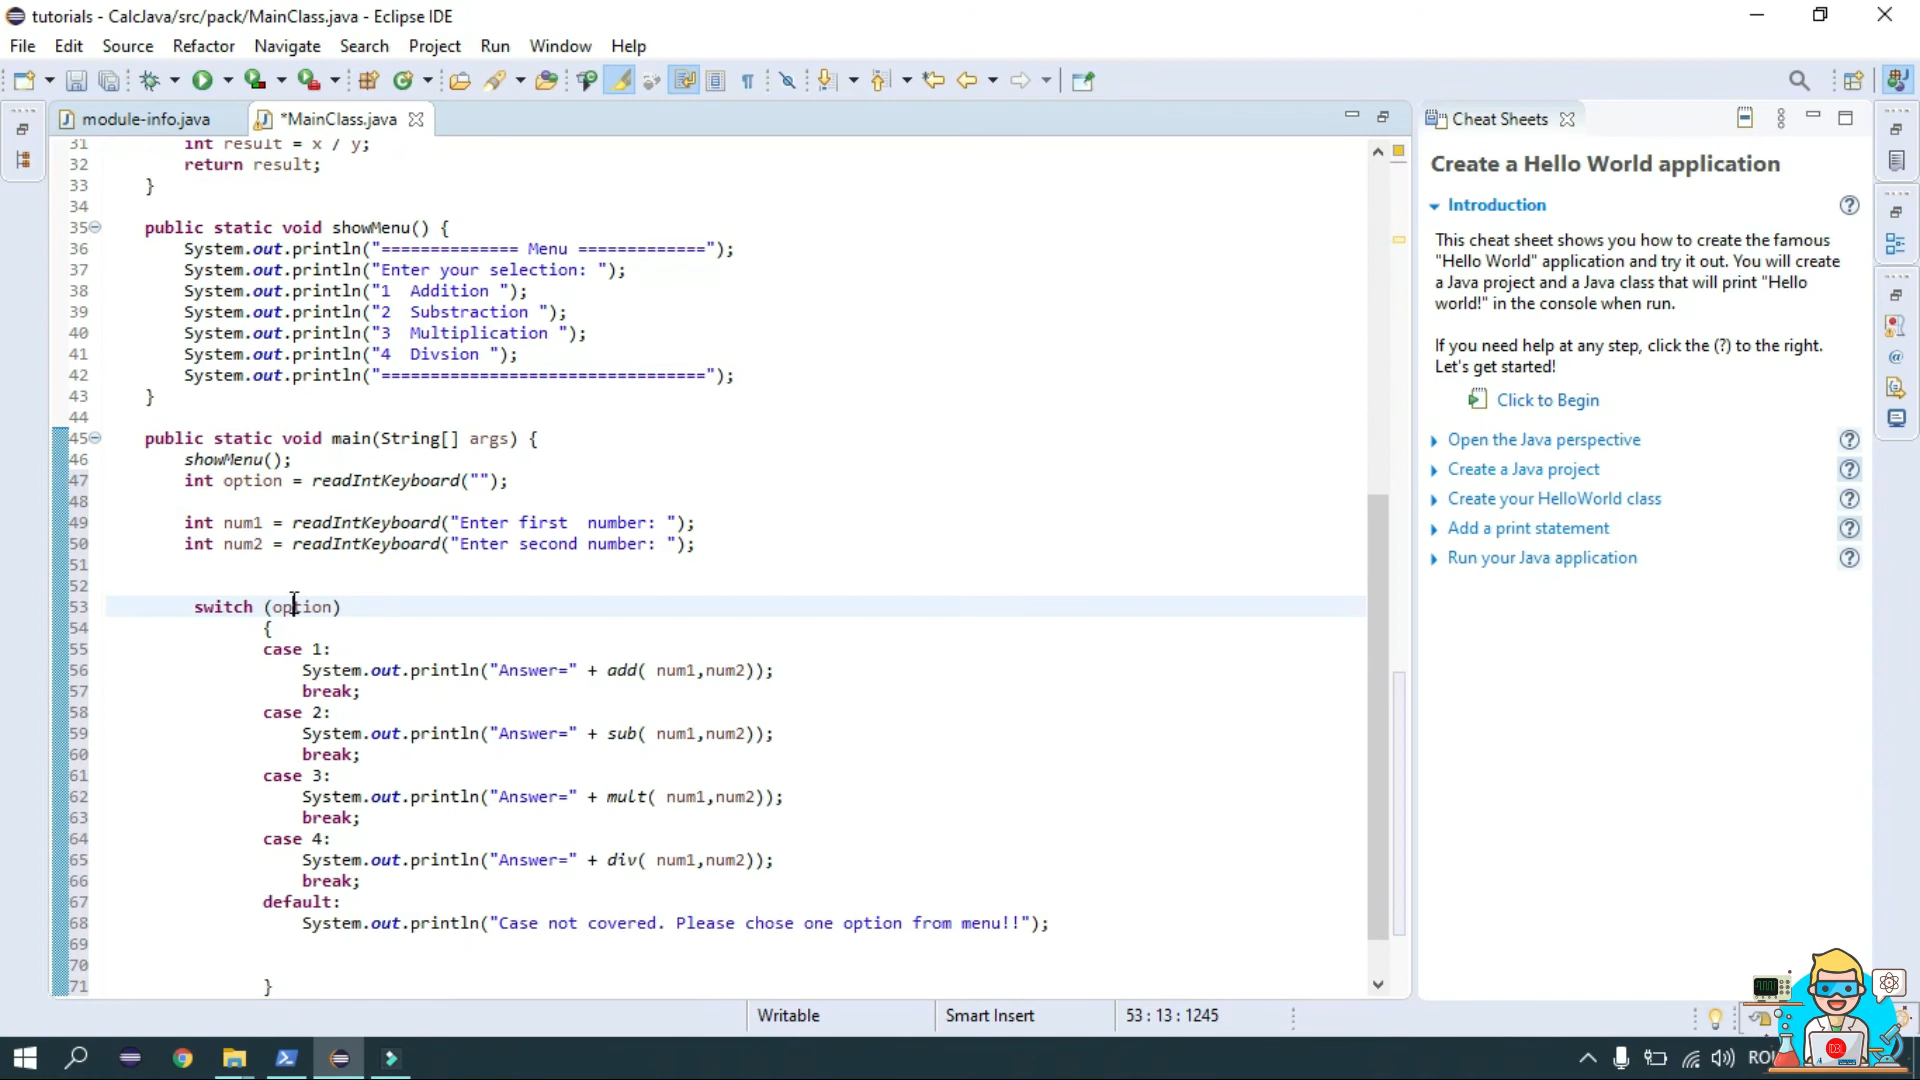 tutorials - CalcJava/src/pack/MainClass.java - Eclipse IDE
File Edit Source Refactor Navigate Search Project Run Window Help
module-info.java *MainClass.java
31 int result = x / y;
32 return result;
33 }
34
35 public static void showMenu() {
36 System.out.println("============== Menu =============");
37 System.out.println("Enter your selection: ");
38 System.out.println("1  Addition ");
39 System.out.println("2  Substraction ");
40 System.out.println("3  Multiplication ");
41 System.out.println("4  Divsion ");
42 System.out.println("=================================");
43 }
44
45 public static void main(String[] args) {
46 showMenu();
47 int option = readIntKeyboard("");
48
49 int num1 = readIntKeyboard("Enter first  number: ");
50 int num2 = readIntKeyboard("Enter second number: ");
51
52
53 switch (option)
54 {
55 case 1:
56 System.out.println("Answer=" + add( num1,num2));
57 break;
58 case 2:
59 System.out.println("Answer=" + sub( num1,num2));
60 break;
61 case 3:
62 System.out.println("Answer=" + mult( num1,num2));
63 break;
64 case 4:
65 System.out.println("Answer=" + div( num1,num2));
66 break;
67 default:
68 System.out.println("Case not covered. Please chose one option from menu!!");
69
70
71 }
Cheat Sheets
Create a Hello World application
Introduction
This cheat sheet shows you how to create the famous
"Hello World" application and try it out. You will create
a Java project and a Java class that will print "Hello
world!" in the console when run.
If you need help at any step, click the (?) to the right.
Let's get started!
Click to Begin
Open the Java perspective
Create a Java project
Create your HelloWorld class
Add a print statement
Run your Java application
Writable Smart Insert 53 : 13 : 1245